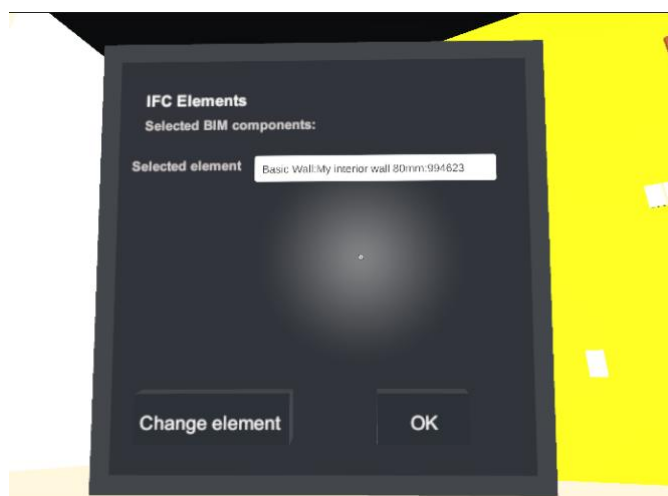 IFC Elements
Selected BIM components:
Selected element Basic Wall:My interior wall 80mm:994623
Change element OK